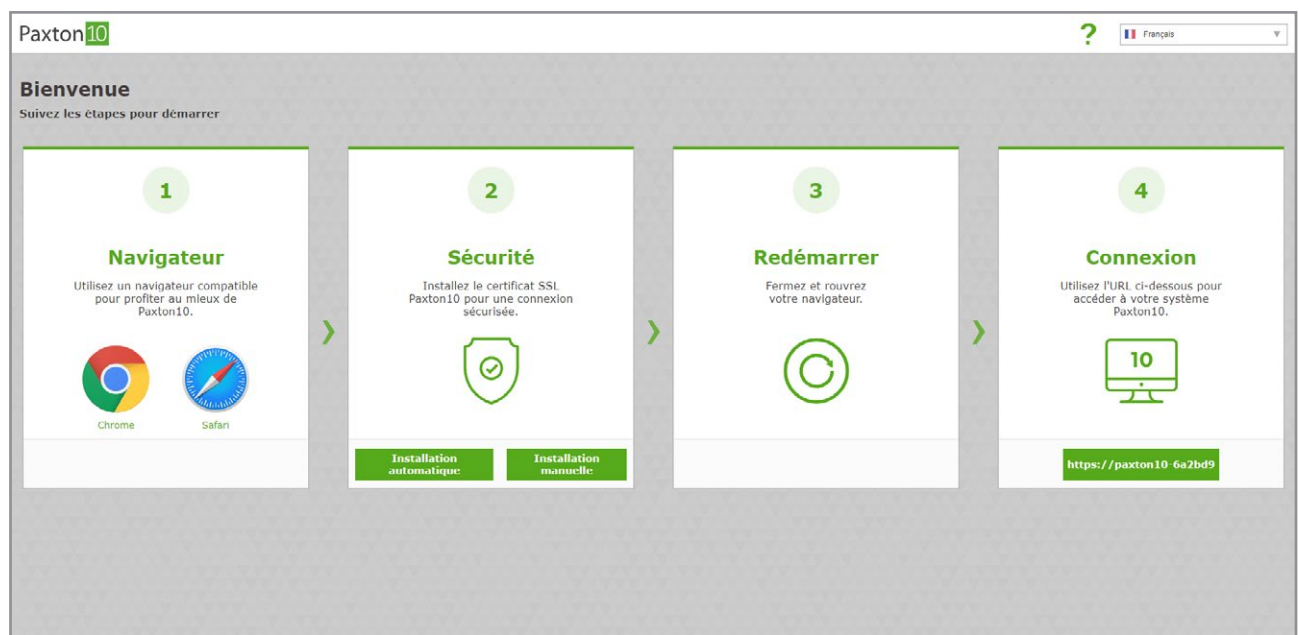 Paxton10
? Français
Bienvenue
Suivez les étapes pour démarrer
1
Navigateur
Utilisez un navigateur compatible
pour profiter au mieux de
Paxton10.
Chrome
Safari
2
Sécurité
Installez le certificat SSL
Paxton10 pour une connexion
sécurisée.
Installation
automatique
Installation
manuelle
3
Redémarrer
Fermez et rouvrez
votre navigateur.
4
Connexion
Utilisez l'URL ci-dessous pour
accéder à votre système
Paxton10.
10
https://paxton10-6a2bd9